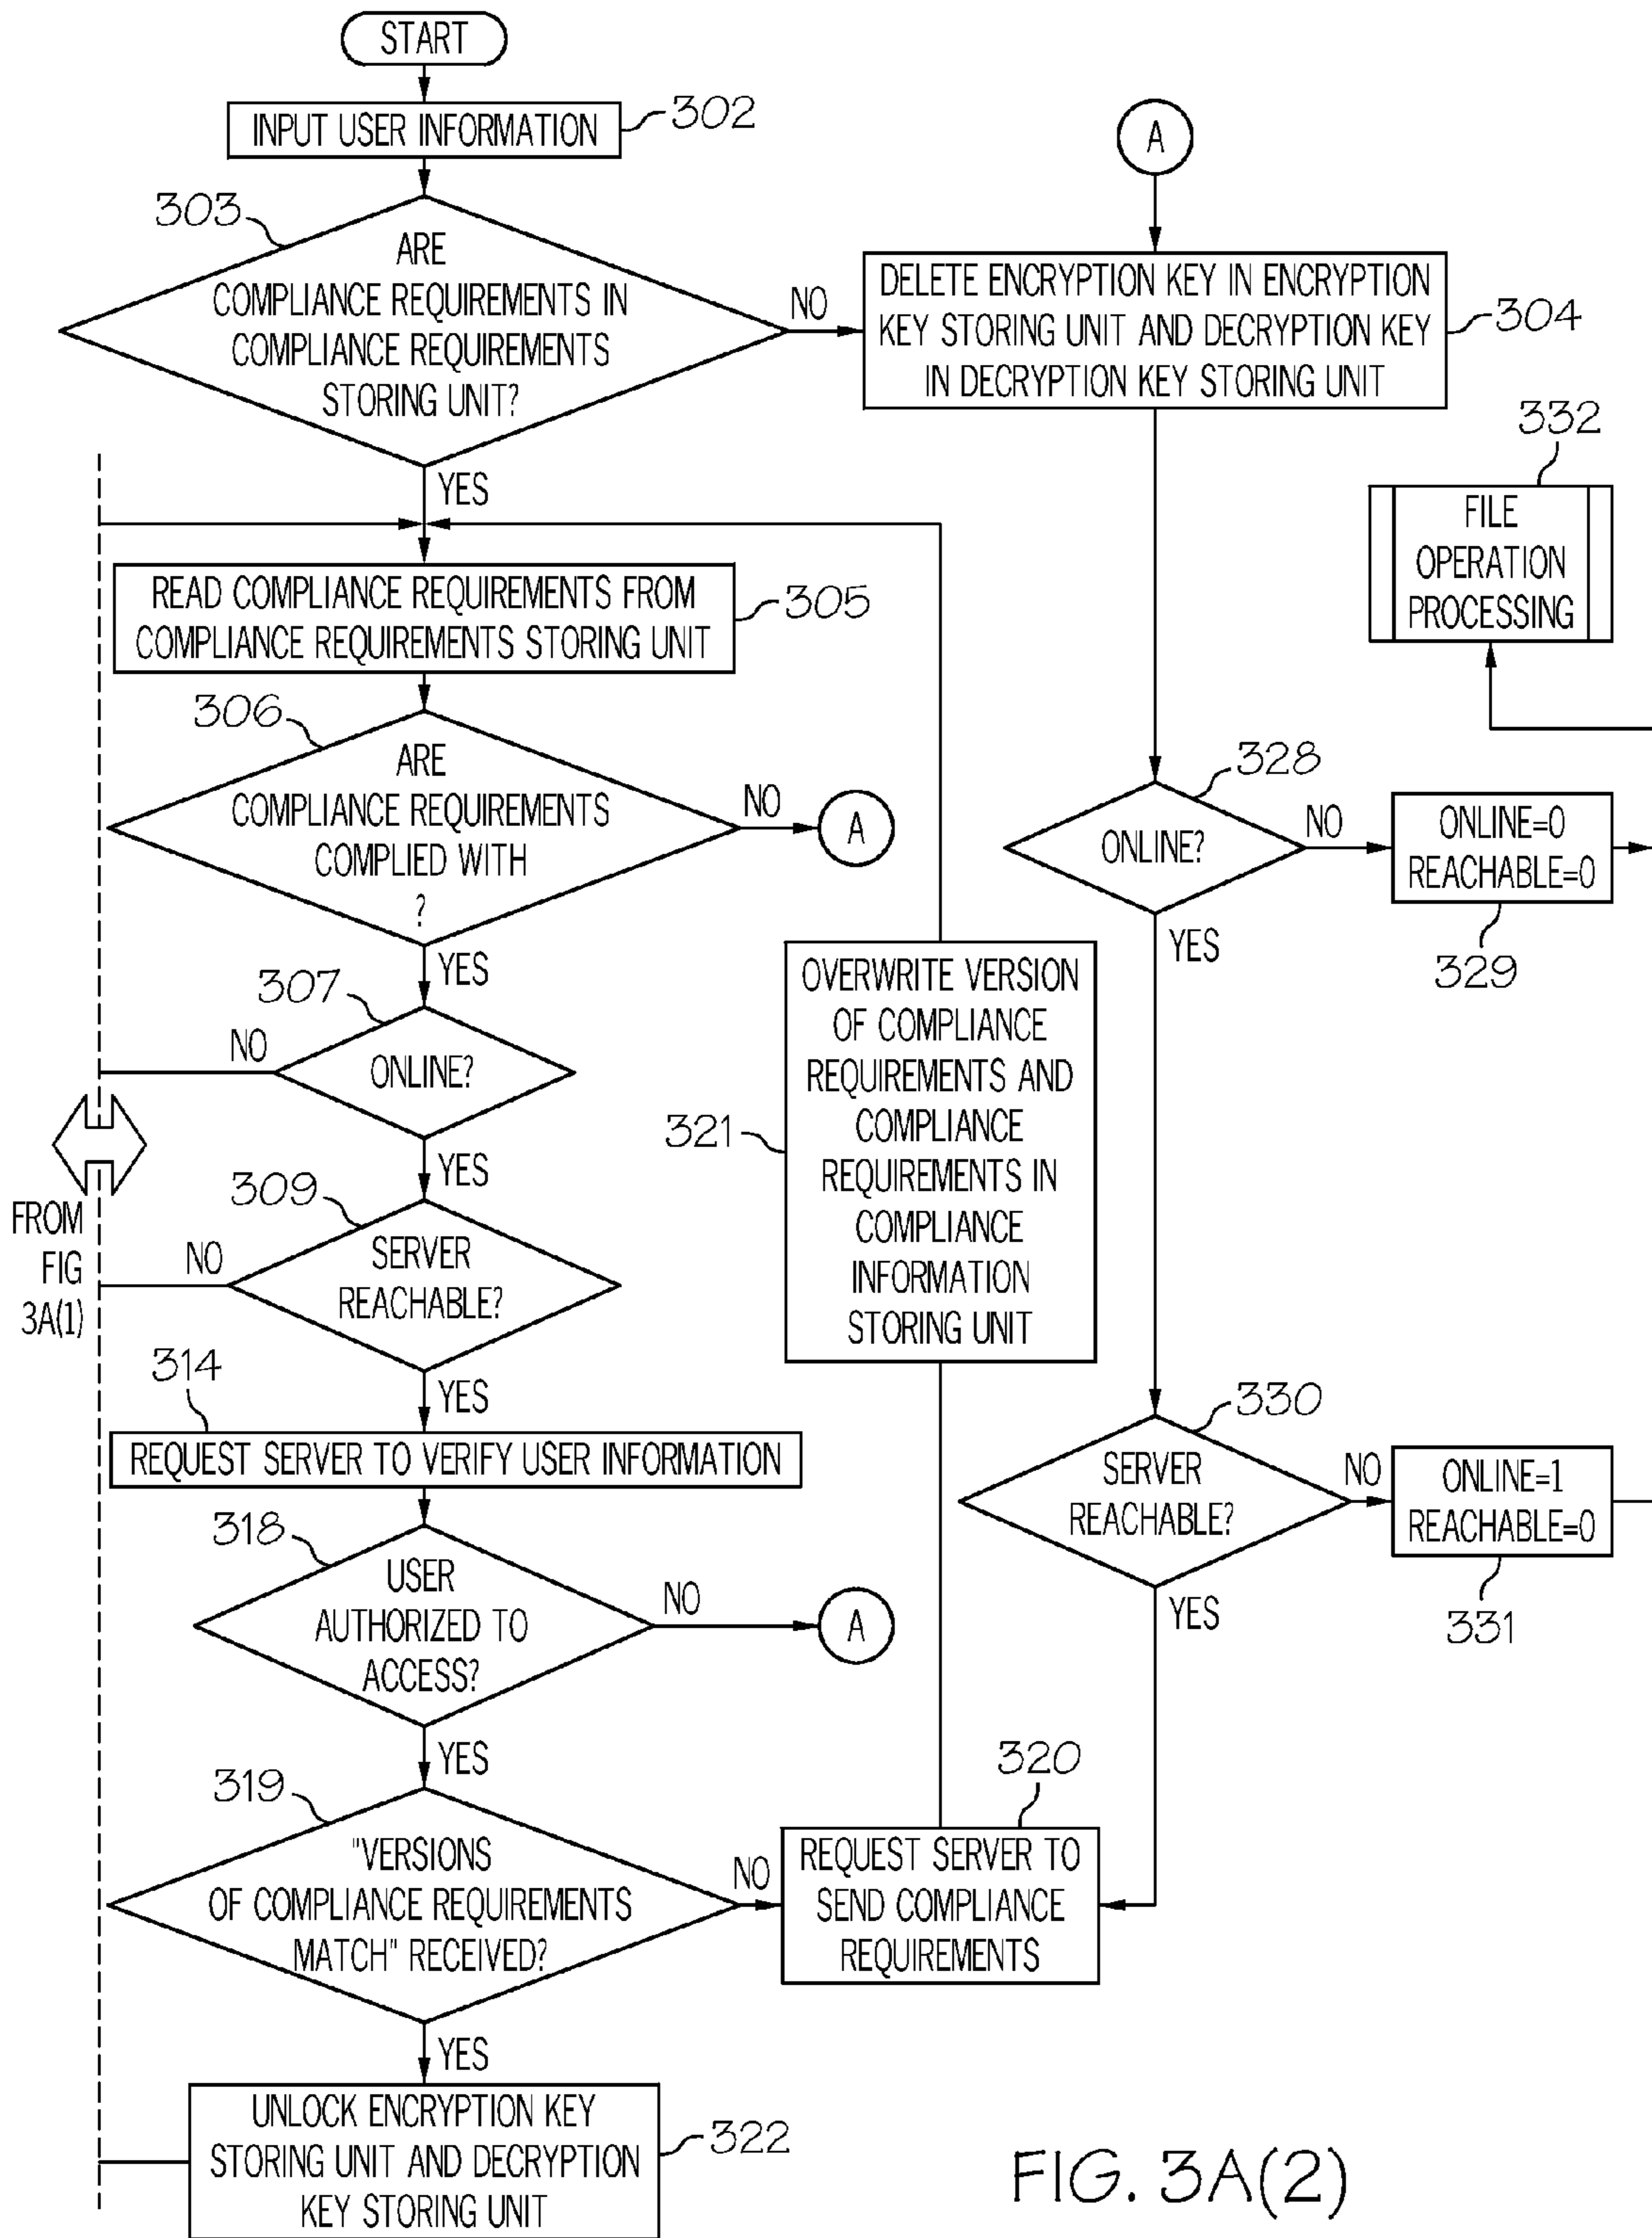 START
INPUT USER INFORMATION
302
303
ARE
COMPLIANCE REQUIREMENTS IN
COMPLIANCE REQUIREMENTS
STORING UNIT?
NO
YES
A
DELETE ENCRYPTION KEY IN ENCRYPTION
KEY STORING UNIT AND DECRYPTION KEY
IN DECRYPTION KEY STORING UNIT
304
332
FILE
OPERATION
PROCESSING
READ COMPLIANCE REQUIREMENTS FROM
COMPLIANCE REQUIREMENTS STORING UNIT
305
306
ARE
COMPLIANCE REQUIREMENTS
COMPLIED WITH
?
NO
A
YES
328
ONLINE?
NO
ONLINE=0
REACHABLE=0
329
YES
307
ONLINE?
NO
YES
OVERWRITE VERSION
OF COMPLIANCE
REQUIREMENTS AND
COMPLIANCE
REQUIREMENTS IN
COMPLIANCE
INFORMATION
STORING UNIT
321
FROM
FIG
3A(1)
309
SERVER
REACHABLE?
NO
YES
314
REQUEST SERVER TO VERIFY USER INFORMATION
330
SERVER
REACHABLE?
NO
ONLINE=1
REACHABLE=0
331
YES
318
USER
AUTHORIZED TO
ACCESS?
NO
A
YES
319
"VERSIONS
OF COMPLIANCE REQUIREMENTS
MATCH" RECEIVED?
NO
320
REQUEST SERVER TO
SEND COMPLIANCE
REQUIREMENTS
YES
UNLOCK ENCRYPTION KEY
STORING UNIT AND DECRYPTION
KEY STORING UNIT
322
FIG. 3A(2)